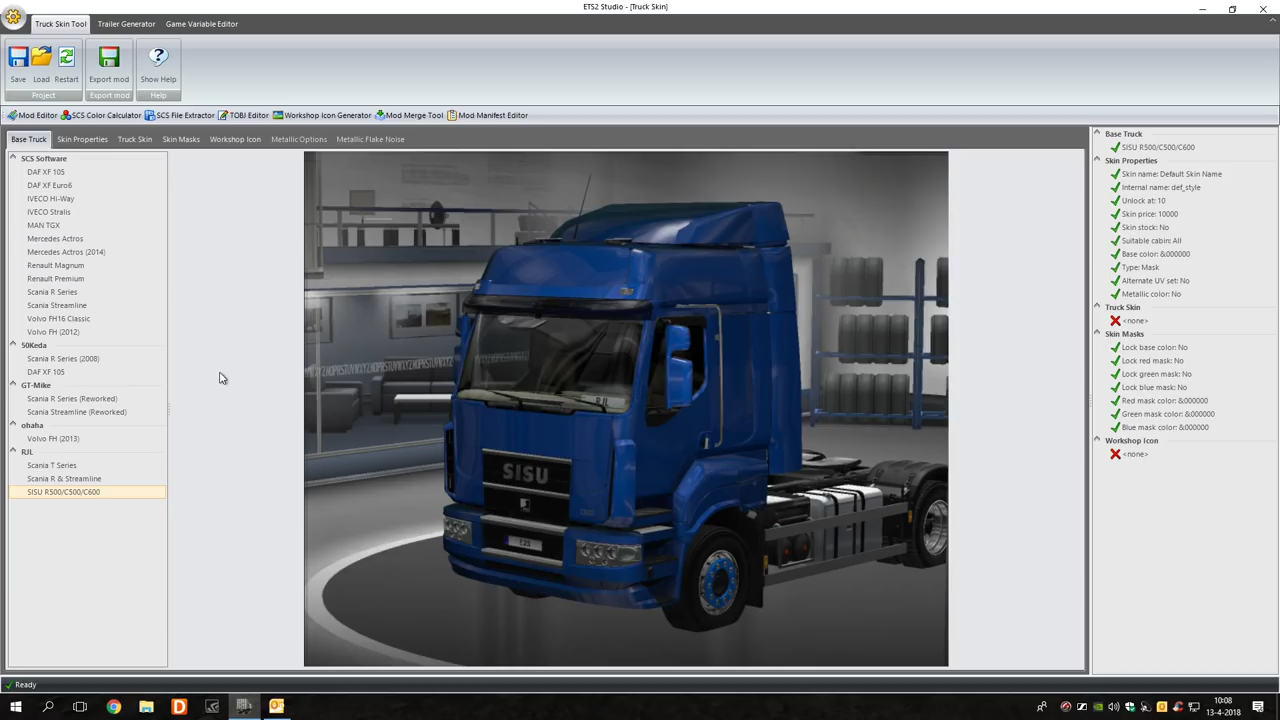 ETS2 Studio - [Truck Skin]
Truck Skin Tool
Trailer Generator
Game Variable Editor
Save
Load
Restart
Export mod
Show Help
Project
Export mod
Help
Mod Editor
SCS Color Calculator
SCS File Extractor
TOBI Editor
Workshop Icon Generator
Mod Merge Tool
Mod Manifest Editor
Base Truck
Skin Properties
Truck Skin
Skin Masks
Workshop Icon
Metallic Options
Metallic Flake Noise
SCS Software
DAF XF 105
DAF XF Euro6
IVECO Hi-Way
IVECO Stralis
MAN TGX
Mercedes Actros
Mercedes Actros (2014)
Renault Magnum
Renault Premium
Scania R Series
Scania Streamline
Volvo FH16 Classic
Volvo FH (2012)
50Keda
Scania R Series (2008)
DAF XF 105
GT-Mike
Scania R Series (Reworked)
Scania Streamline (Reworked)
ohaha
Volvo FH (2013)
RJL
Scania T Series
Scania R & Streamline
SISU R500/C500/C600
RJL
SISU
E2S
Base Truck
SISU R500/C500/C600
Skin Properties
Skin name: Default Skin Name
Internal name: def_style
Unlock at: 10
Skin price: 10000
Skin stock: No
Suitable cabin: All
Base color: &000000
Type: Mask
Alternate UV set: No
Metallic color: No
Truck Skin
<none>
Skin Masks
Lock base color: No
Lock red mask: No
Lock green mask: No
Lock blue mask: No
Red mask color: &000000
Green mask color: &000000
Blue mask color: &000000
Workshop Icon
<none>
Ready
10:08
13-4-2018